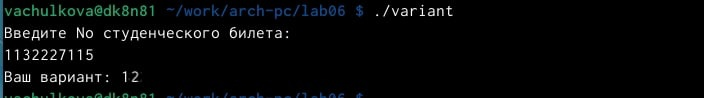 vachulkova@dk8n81 ~/work/arch-pc/lab06 $ ./variant
Введите No студенческого билета:
1132227115
Ваш вариант: 12
vachulkova@dk8n81 ~/work/arch-pc/lab06 $